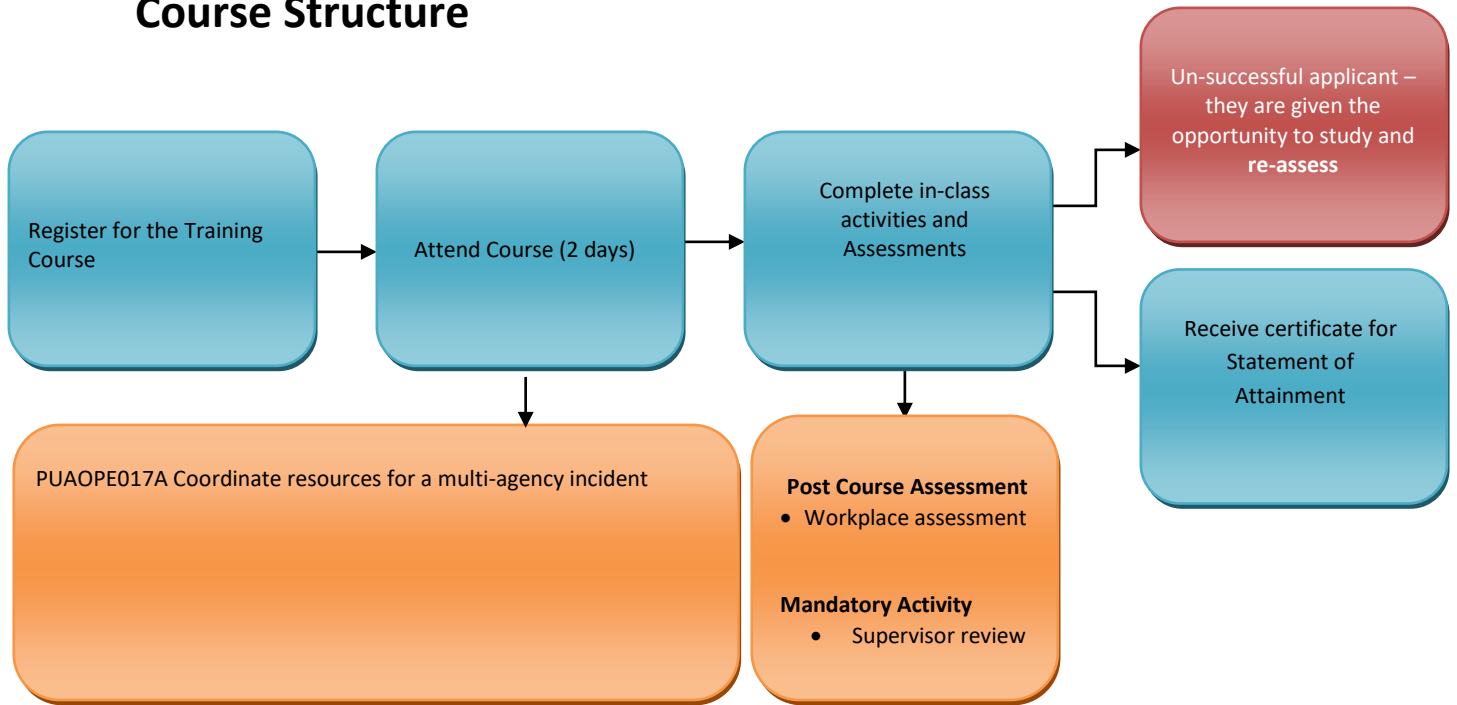 Course Structure
Un-successful applicant –
they are given the
opportunity to study and
re-assess
Register for the Training
Course
Attend Course (2 days)
Complete in-class
activities and
Assessments
Receive certificate for
Statement of
Attainment
PUAOPE017A Coordinate resources for a multi-agency incident
Post Course Assessment
• Workplace assessment
Mandatory Activity
• Supervisor review